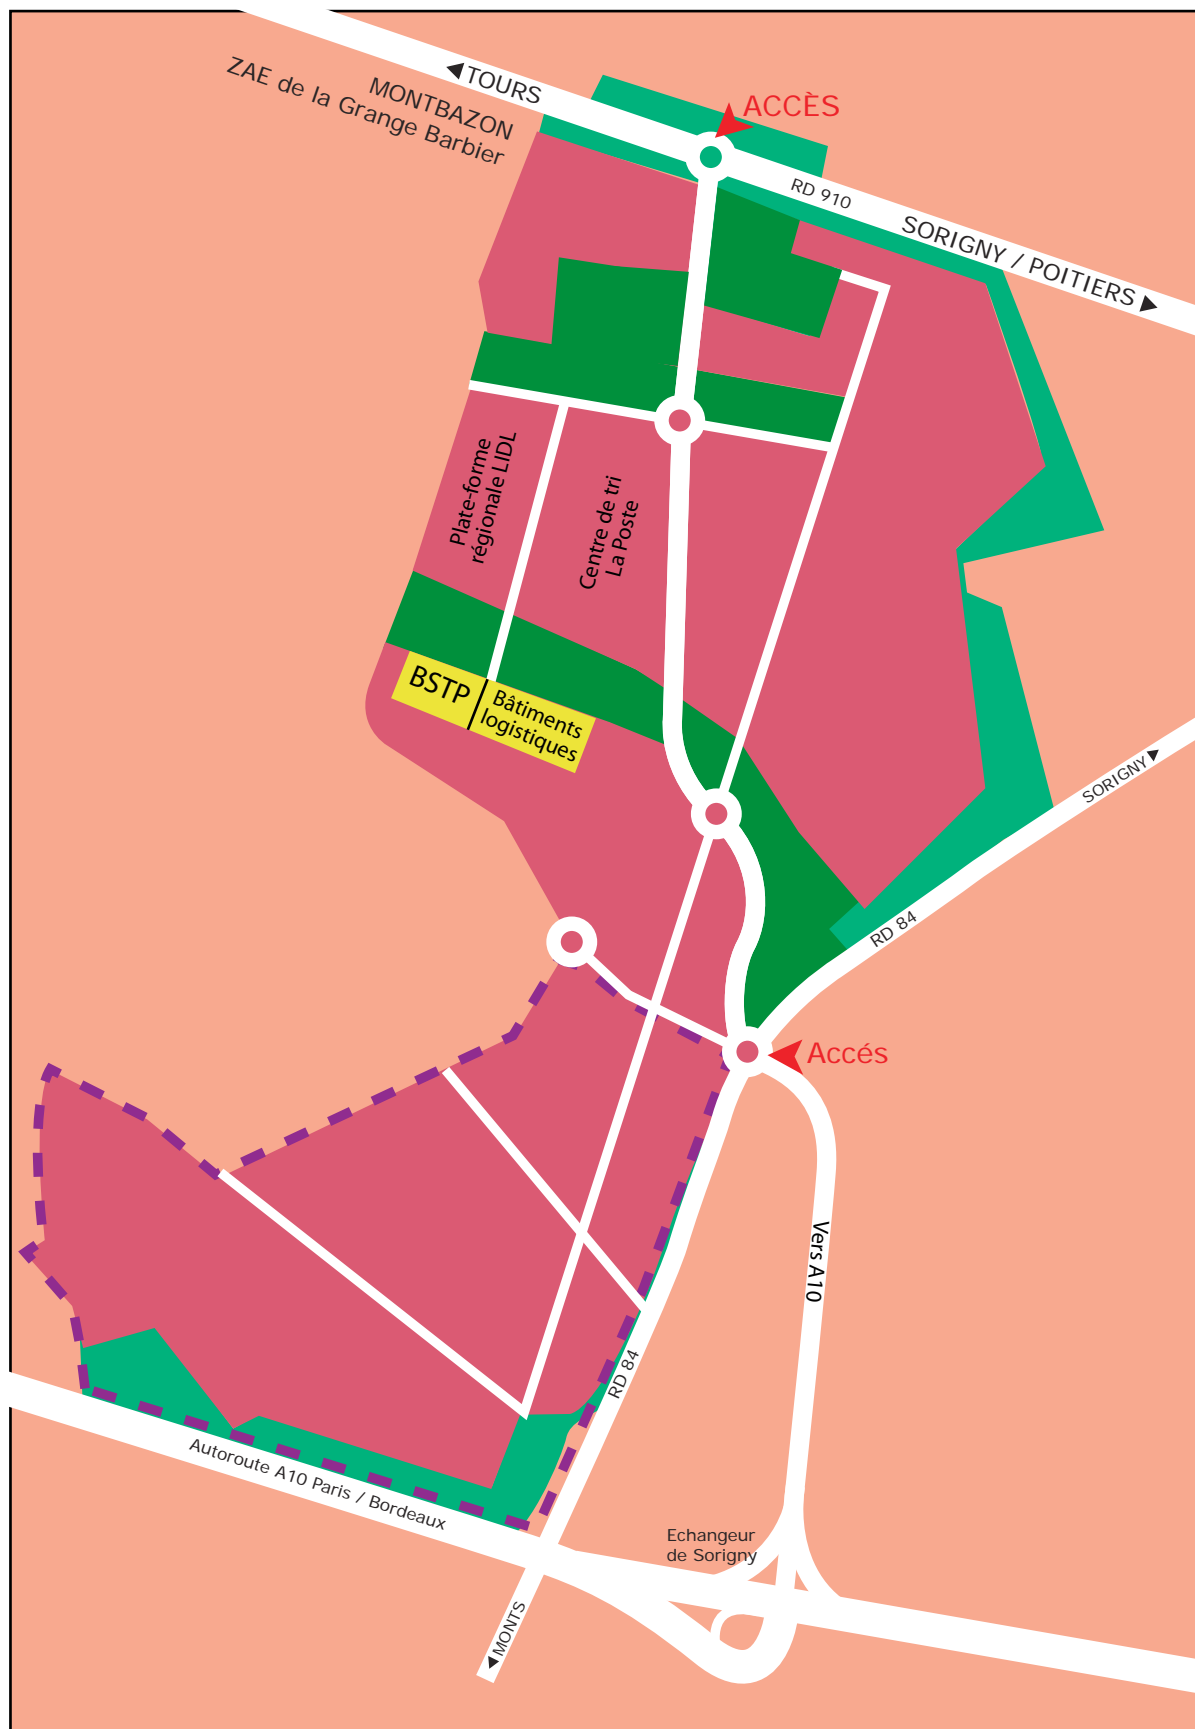 TOURS
MONTBAZON
ZAE de la Grange Barbier
ACCÈS
RD 910
SORIGNY / POITIERS
Plate-forme
régionale LIDL
Centre de tri
La Poste
BSTP
Bâtiments
logistiques
SORIGNY
RD 84
Accés
Vers A10
RD 84
Autoroute A10 Paris / Bordeaux
Echangeur
de Sorigny
MONTS